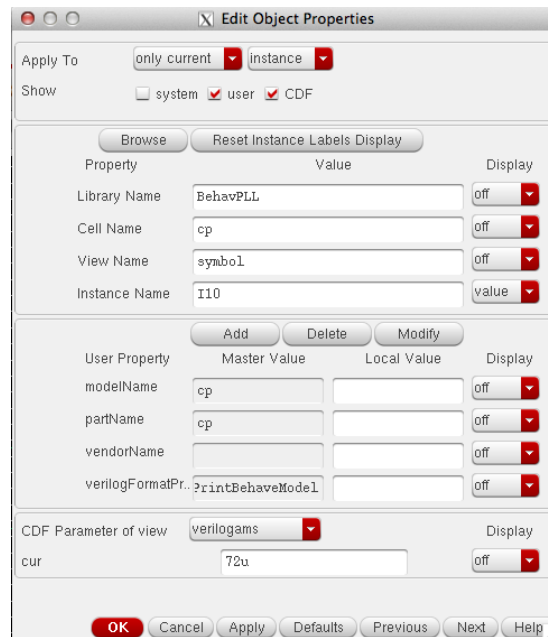 Edit Object Properties
Apply To only current instance
Show system user CDF
Browse Reset Instance Labels Display
Property Value Display
Library Name BehavPLL off
Cell Name cp off
View Name symbol off
Instance Name I10 value
Add Delete Modify
User Property Master Value Local Value Display
modelName cp off
partName cp off
vendorName off
verilogFormatPr.. PrintBehaveModel off
CDF Parameter of view verilogams Display
cur 72u off
OK Cancel Apply Defaults Previous Next Help